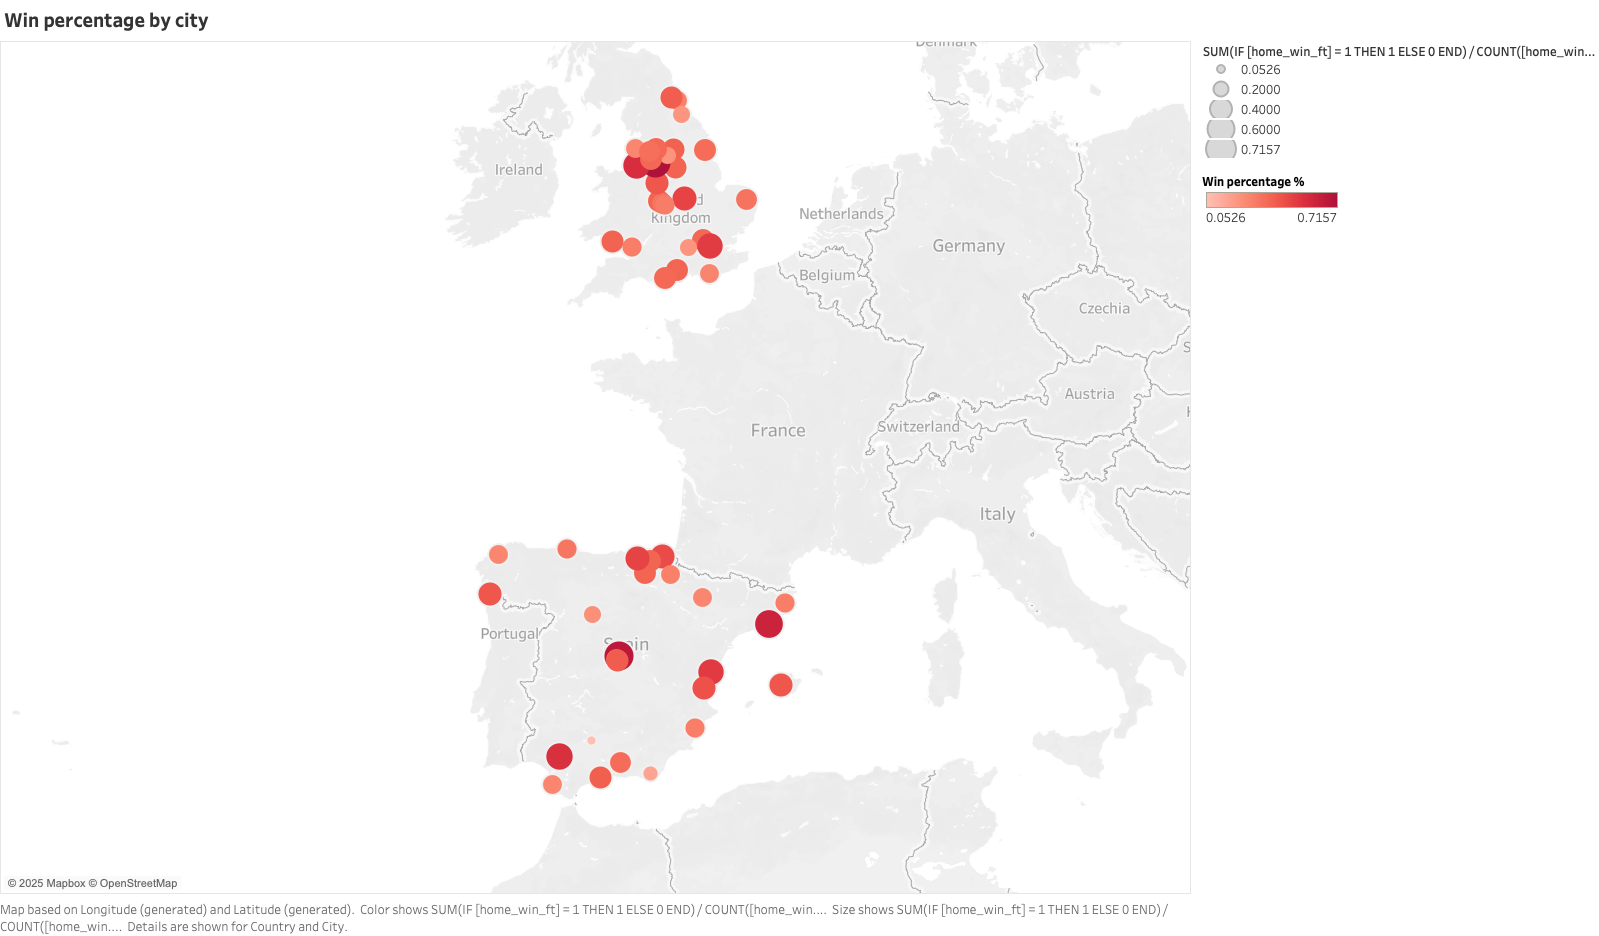 Win percentage by city
Denmark
SUM(IF [home_win_ft] = 1 THEN 1 ELSE 0 END) / COUNT([home_win...
0.0526
0.2000
0.4000
0.6000
0.7157
Win percentage %
0.0526 0.7157
Ireland
Kingdom
Netherlands
Germany
Belgium
Czechia
S
Austria
Switzerland
France
Italy
Portugal
Spain
© 2025 Mapbox © OpenStreetMap
Map based on Longitude (generated) and Latitude (generated). Color shows SUM(IF [home_win_ft] = 1 THEN 1 ELSE 0 END) / COUNT([home_win.... Size shows SUM(IF [home_win_ft] = 1 THEN 1 ELSE 0 END) /
COUNT([home_win.... Details are shown for Country and City.